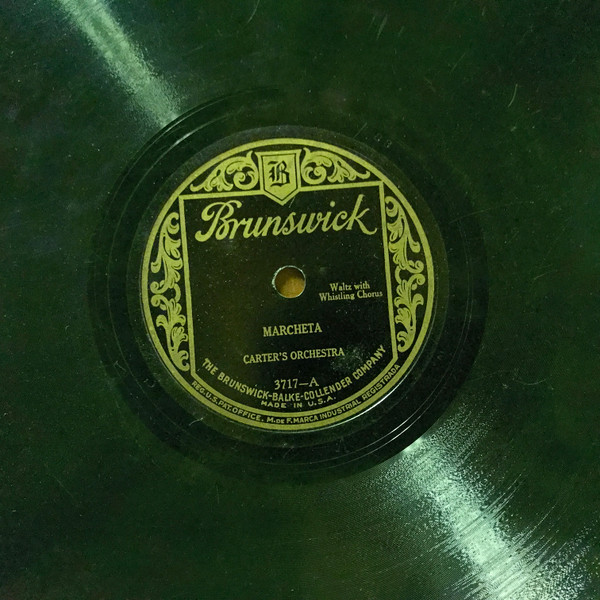 B
Brunswick
Waltz with
Whistling Chorus
MARCHETA
CARTER'S ORCHESTRA
3717—A
THE BRUNSWICK-BALKE-COLLENDER COMPANY
MADE IN U.S.A.
REG.U.S.PAT.OFFICE. M.DE F. MARCA INDUSTRIAL REGISTRADA